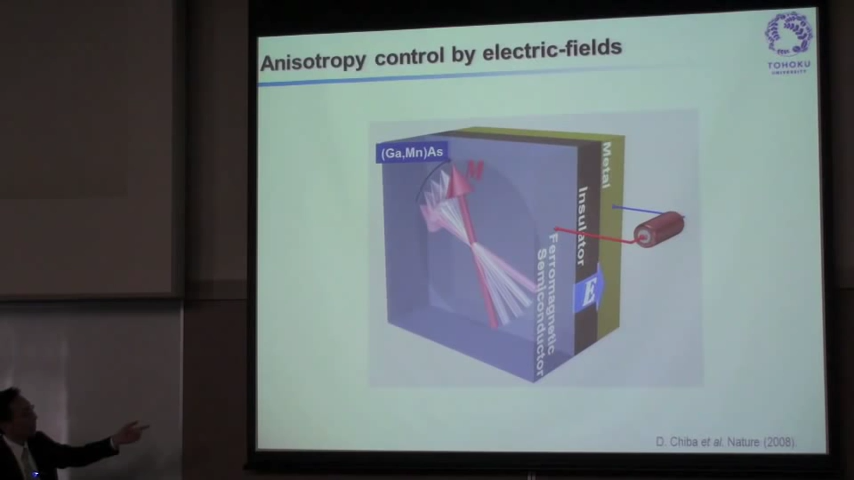 Anisotropy control by electric-fields
TOHOKU
UNIVERSITY
(Ga,Mn)As
M
Metal
Insulator
Ferromagnetic
Semiconductor
E
D. Chiba et al. Nature (2008).